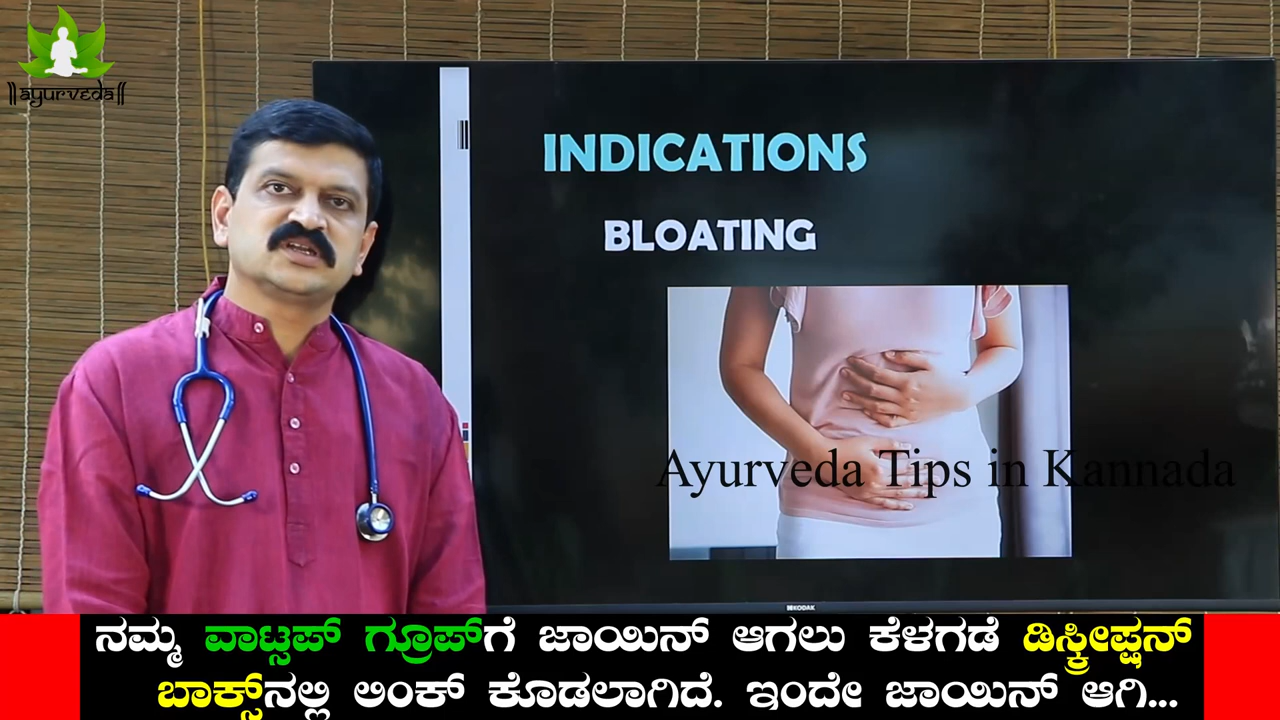 ||ayurveda||
INDICATIONS
BLOATING
Ayurveda Tips in Kannada
KODAK
ನಮ್ಮ ವಾಟ್ಸಪ್ ಗ್ರೂಪ್‌ಗೆ ಜಾಯಿನ್ ಆಗಲು ಕೆಳಗಡೆ ಡಿಸ್ಕ್ರೀಪ್ಷನ್
ಬಾಕ್ಸ್‌ನಲ್ಲಿ ಲಿಂಕ್ ಕೊಡಲಾಗಿದೆ. ಇಂದೇ ಜಾಯಿನ್ ಆಗಿ...